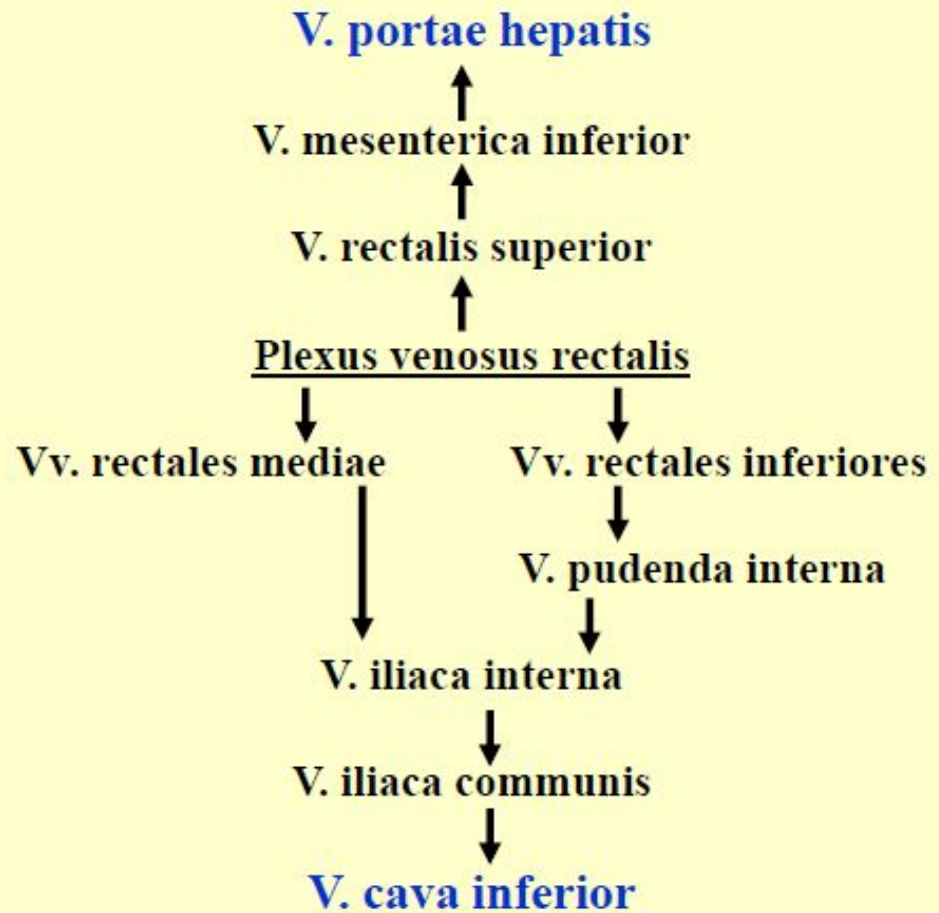 V. portae hepatis
V. mesenterica inferior
V. rectalis superior
Plexus venosus rectalis
Vv. rectales mediae
Vv. rectales inferiores
V. pudenda interna
V. iliaca interna
V. iliaca communis
V. cava inferior